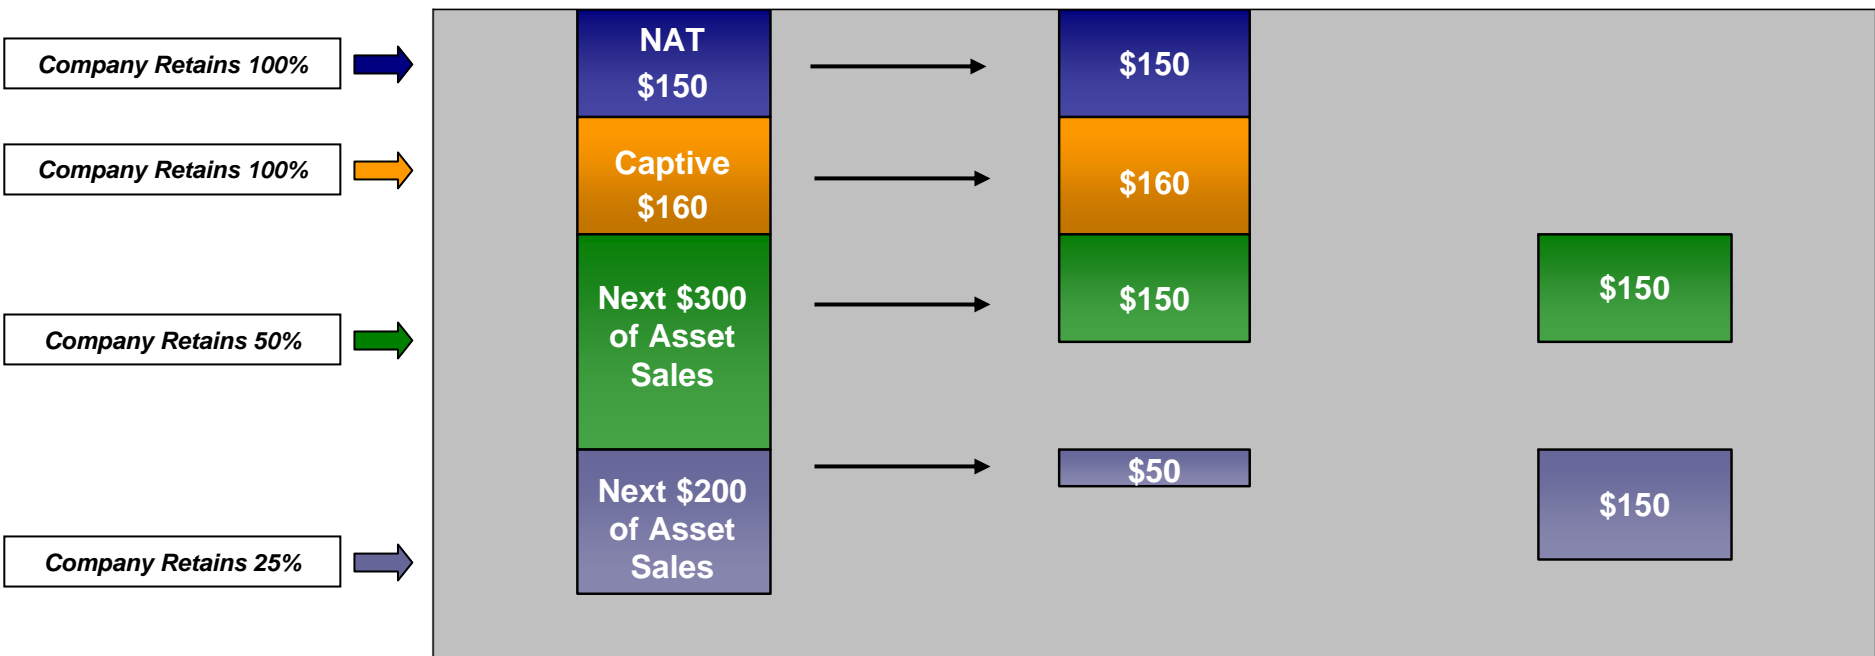 Company Retains 100%
NAT
$150
$150
Company Retains 100%
Captive
$160
$160
Company Retains 50%
Next $300
of Asset
Sales
$150
$150
Company Retains 25%
Next $200
of Asset
Sales
$50
$150